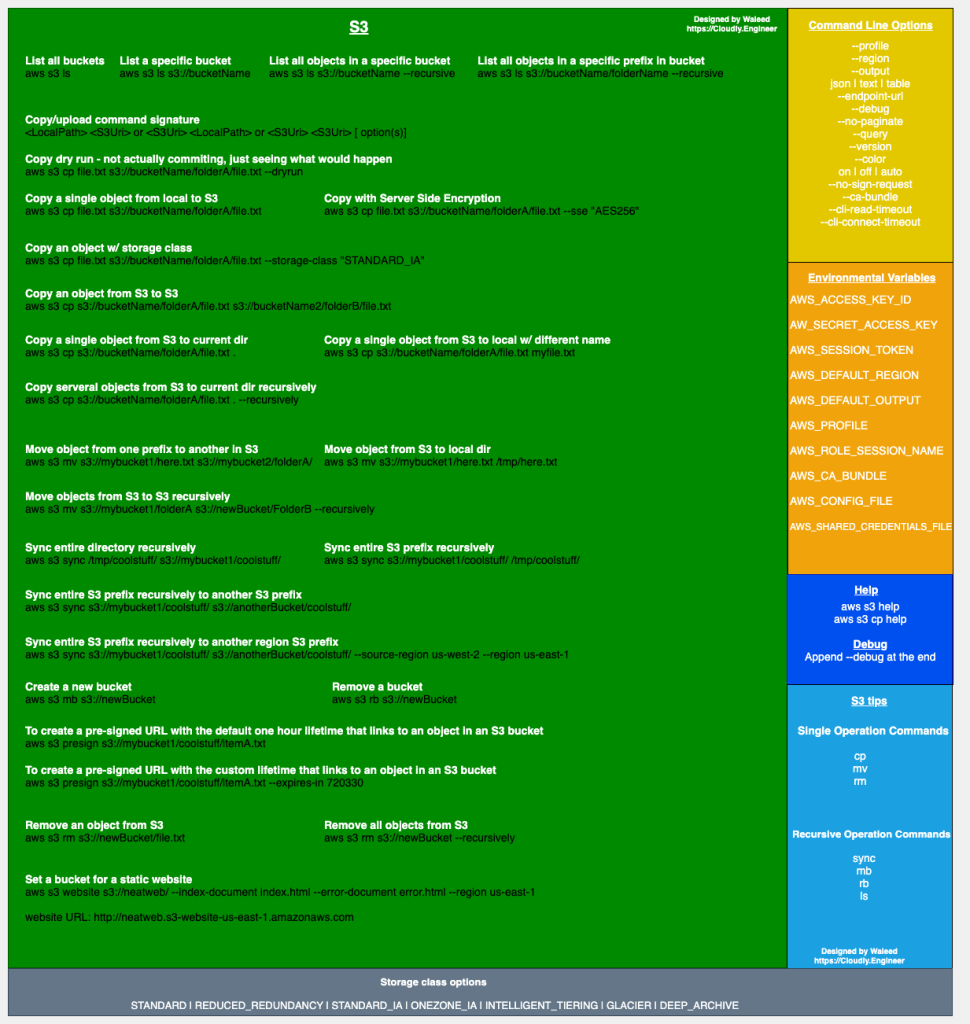 S3
Designed by Waleed
https://Cloudly.Engineer
List all buckets
aws s3 ls
List a specific bucket
aws s3 ls s3://bucketName
List all objects in a specific bucket
aws s3 ls s3://bucketName --recursive
List all objects in a specific prefix in bucket
aws s3 ls s3://bucketName/folderName --recursive
Copy/upload command signature
<LocalPath> <S3Uri> or <S3Uri> <LocalPath> or <S3Uri> <S3Uri> [ option(s)]
Copy dry run - not actually commiting, just seeing what would happen
aws s3 cp file.txt s3://bucketName/folderA/file.txt --dryrun
Copy a single object from local to S3
aws s3 cp file.txt s3://bucketName/folderA/file.txt
Copy with Server Side Encryption
aws s3 cp file.txt s3://bucketName/folderA/file.txt --sse "AES256"
Copy an object w/ storage class
aws s3 cp file.txt s3://bucketName/folderA/file.txt --storage-class "STANDARD_IA"
Copy an object from S3 to S3
aws s3 cp s3://bucketName/folderA/file.txt s3://bucketName2/folderB/file.txt
Copy a single object from S3 to current dir
aws s3 cp s3://bucketName/folderA/file.txt .
Copy a single object from S3 to local w/ different name
aws s3 cp s3://bucketName/folderA/file.txt myfile.txt
Copy serveral objects from S3 to current dir recursively
aws s3 cp s3://bucketName/folderA/file.txt . --recursively
Move object from one prefix to another in S3
aws s3 mv s3://mybucket1/here.txt s3://mybucket2/folderA/
Move object from S3 to local dir
aws s3 mv s3://mybucket1/here.txt /tmp/here.txt
Move objects from S3 to S3 recursively
aws s3 mv s3://mybucket1/folderA s3://newBucket/FolderB --recursively
Sync entire directory recursively
aws s3 sync /tmp/coolstuff/ s3://mybucket1/coolstuff/
Sync entire S3 prefix recursively
aws s3 sync s3://mybucket1/coolstuff/ /tmp/coolstuff/
Sync entire S3 prefix recursively to another S3 prefix
aws s3 sync s3://mybucket1/coolstuff/ s3://anotherBucket/coolstuff/
Sync entire S3 prefix recursively to another region S3 prefix
aws s3 sync s3://mybucket1/coolstuff/ s3://anotherBucket/coolstuff/ --source-region us-west-2 --region us-east-1
Create a new bucket
aws s3 mb s3://newBucket
Remove a bucket
aws s3 rb s3://newBucket
To create a pre-signed URL with the default one hour lifetime that links to an object in an S3 bucket
aws s3 presign s3://mybucket1/coolstuff/itemA.txt
To create a pre-signed URL with the custom lifetime that links to an object in an S3 bucket
aws s3 presign s3://mybucket1/coolstuff/itemA.txt --expires-in 720330
Remove an object from S3
aws s3 rm s3://newBucket/file.txt
Remove all objects from S3
aws s3 rm s3://newBucket --recursively
Set a bucket for a static website
aws s3 website s3://neatweb/ --index-document index.html --error-document error.html --region us-east-1
website URL: http://neatweb.s3-website-us-east-1.amazonaws.com
Command Line Options
--profile
--region
--output
json | text | table
--endpoint-url
--debug
--no-paginate
--query
--version
--color
on | off | auto
--no-sign-request
--ca-bundle
--cli-read-timeout
--cli-connect-timeout
Environmental Variables
AWS_ACCESS_KEY_ID
AW_SECRET_ACCESS_KEY
AWS_SESSION_TOKEN
AWS_DEFAULT_REGION
AWS_DEFAULT_OUTPUT
AWS_PROFILE
AWS_ROLE_SESSION_NAME
AWS_CA_BUNDLE
AWS_CONFIG_FILE
AWS_SHARED_CREDENTIALS_FILE
Help
aws s3 help
aws s3 cp help
Debug
Append --debug at the end
S3 tips
Single Operation Commands
cp
mv
rm
Recursive Operation Commands
sync
mb
rb
ls
Designed by Waleed
https://Cloudly.Engineer
Storage class options
STANDARD | REDUCED_REDUNDANCY | STANDARD_IA | ONEZONE_IA | INTELLIGENT_TIERING | GLACIER | DEEP_ARCHIVE